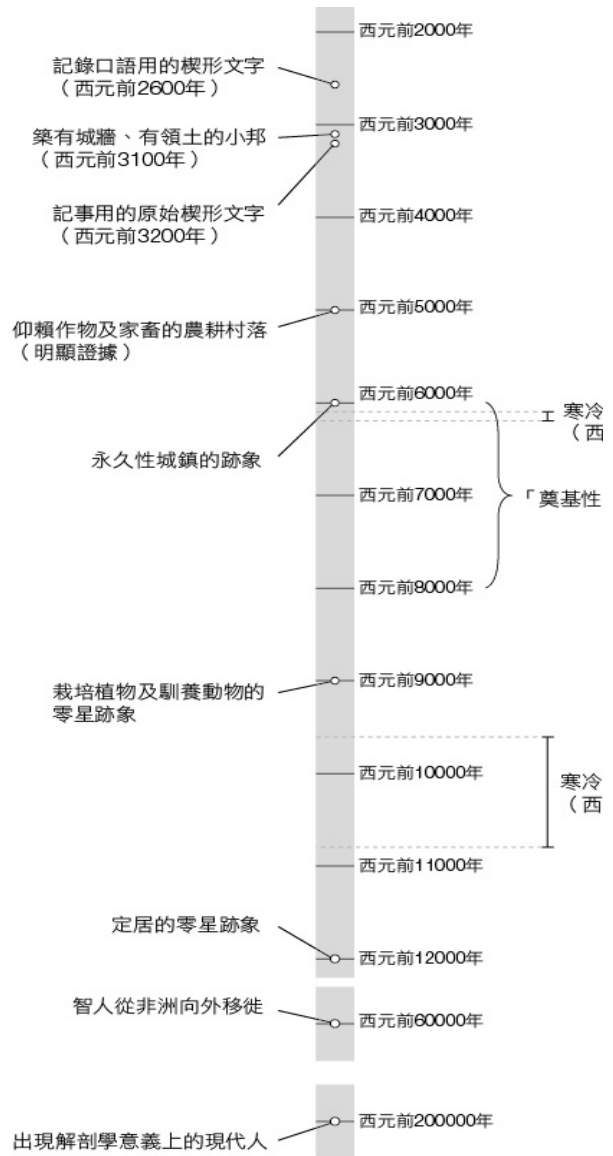 西元前2000年
記錄口語用的楔形文字
（西元前2600年）
西元前3000年
築有城牆、有領土的小邦
（西元前3100年）
記事用的原始楔形文字
（西元前3200年）
西元前4000年
西元前5000年
仰賴作物及家畜的農耕村落
（明顯證據）
西元前6000年
寒冷
（西
永久性城鎮的跡象
西元前7000年
「奠基性
西元前8000年
西元前9000年
栽培植物及馴養動物的
零星跡象
西元前10000年
寒冷
（西
西元前11000年
定居的零星跡象
西元前12000年
智人從非洲向外移徙
西元前60000年
西元前200000年
出現解剖學意義上的現代人